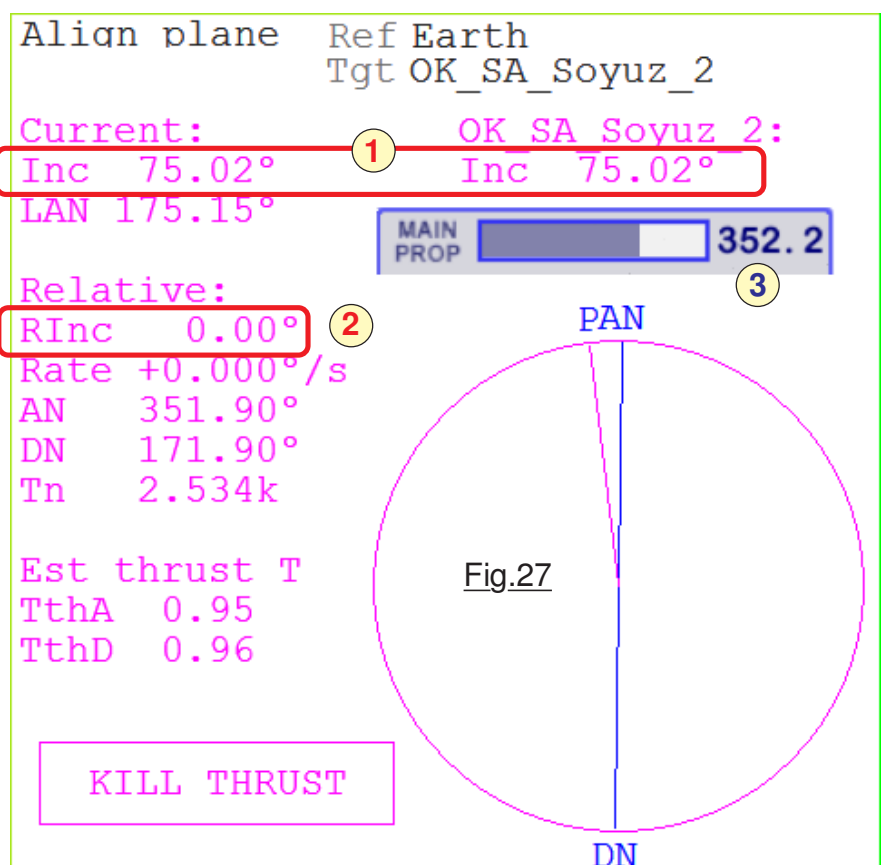 Align plane Ref Earth
Tgt OK_SA_Soyuz_2
Current: OK_SA_Soyuz_2:
1
Inc 75.02° Inc 75.02°
LAN 175.15°
MAIN PROP 352.2
3
Relative:
RInc 0.00° 2
PAN
Rate +0.000°/s
AN 351.90°
DN 171.90°
Tn 2.534k
Est thrust T
Fig.27
TthA 0.95
TthD 0.96
KILL THRUST
DN